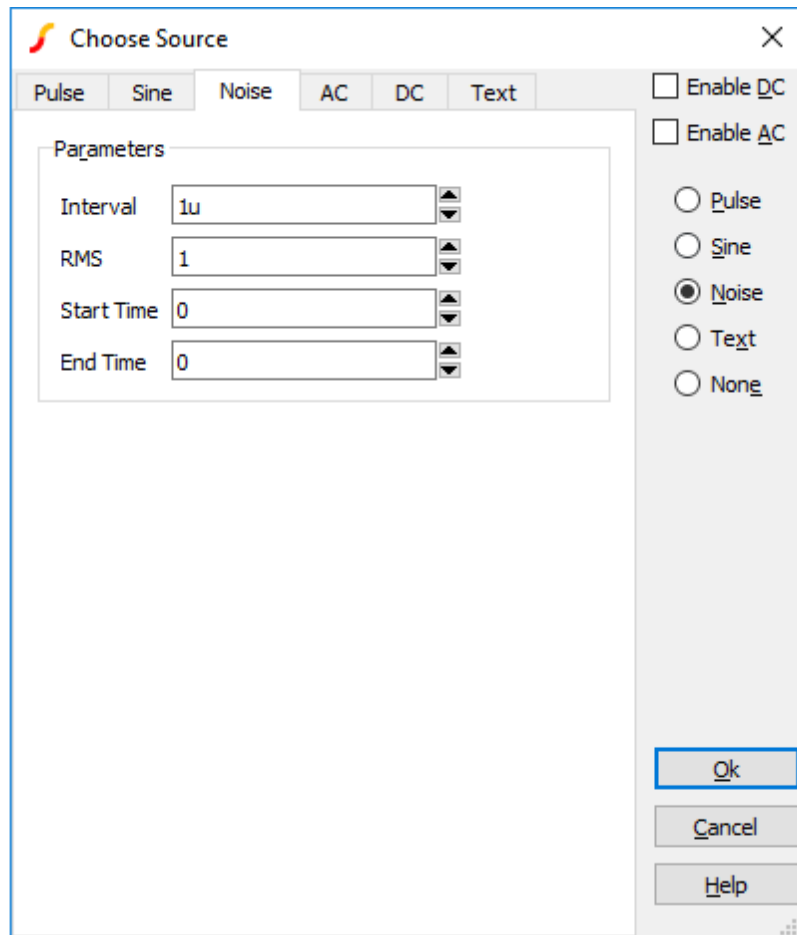 Choose Source
Pulse Sine Noise AC DC Text
Enable DC
Enable AC
Parameters
Interval 1u
RMS 1
Start Time 0
End Time 0
Pulse
Sine
Noise
Text
None
Ok
Cancel
Help